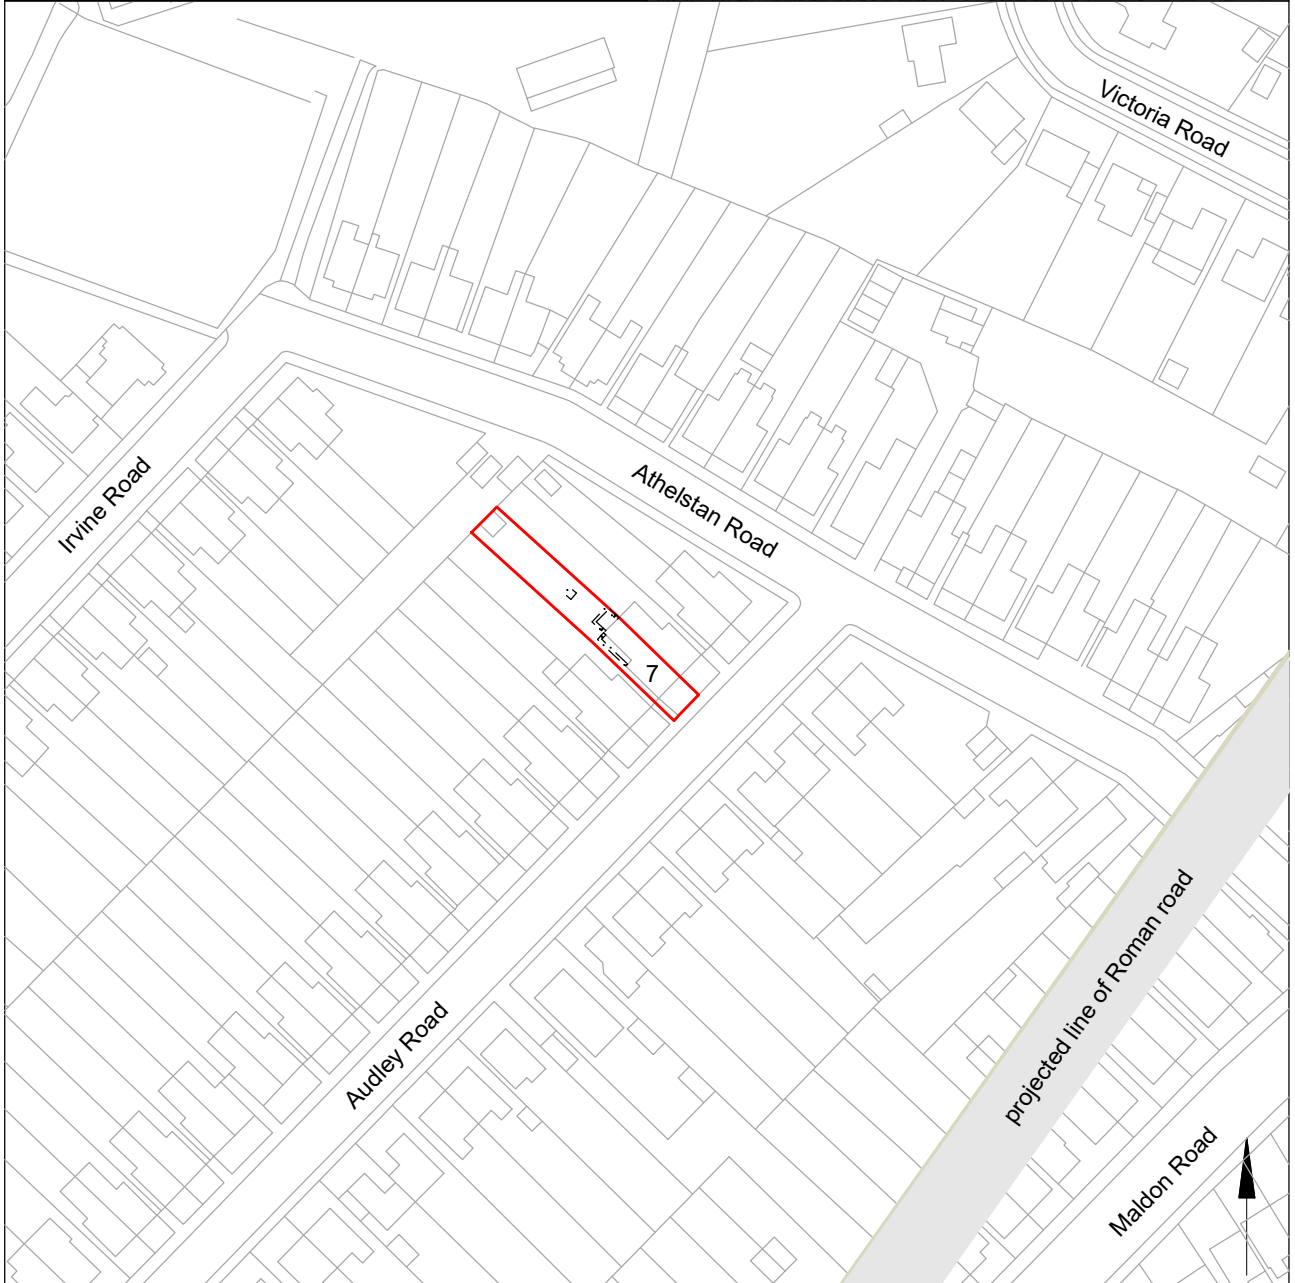 Victoria Road
Irvine Road
Athelstan Road
7
projected line of Roman road
Audley Road
Maldon Road